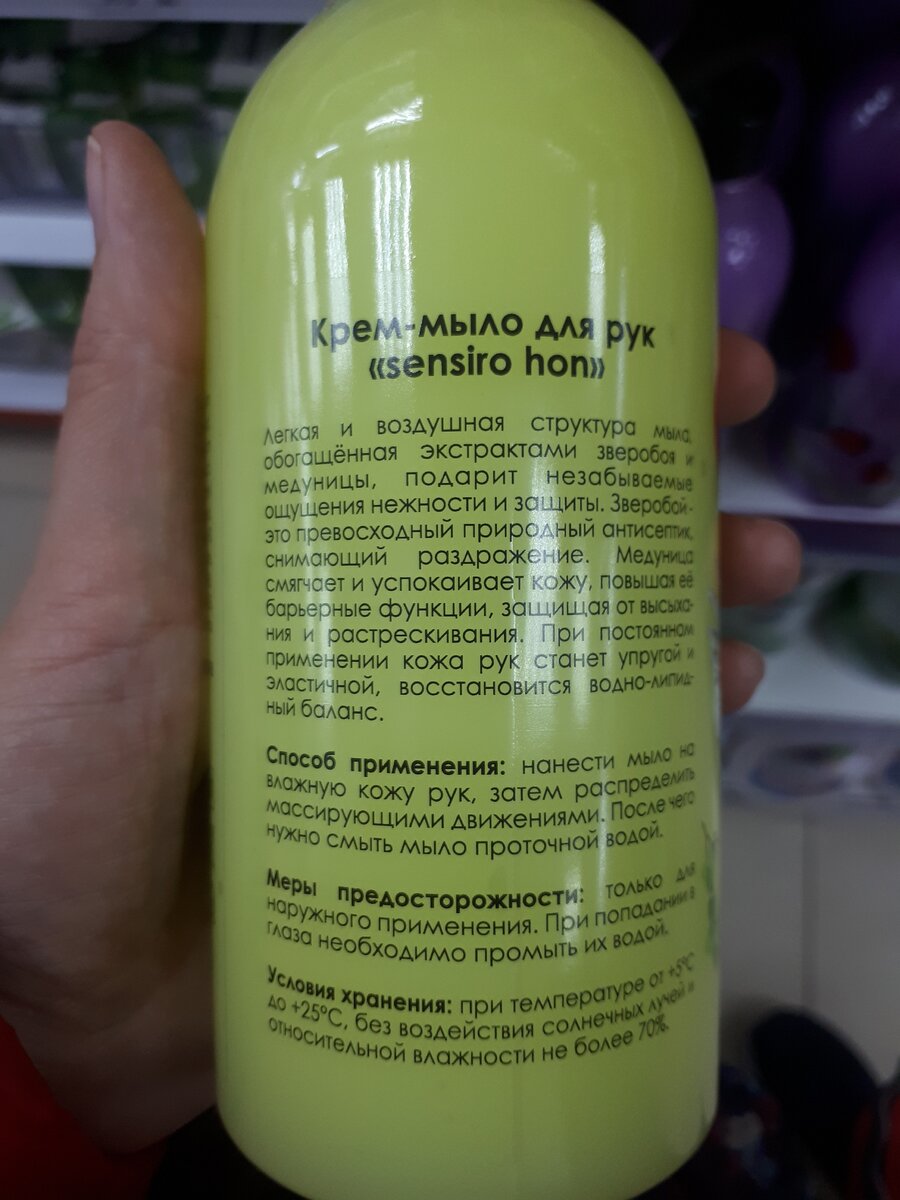 Крем-мыло для рук
«sensiro hon»
Легкая и воздушная структура мыла,
обогащённая экстрактами зверобоя и
медуницы, подарит незабываемые
ощущения нежности и защиты. Зверобой -
это превосходный природный антисептик,
снимающий раздражение. Медуница
смягчает и успокаивает кожу, повышая её
барьерные функции, защищая от высыха-
ния и растрескивания. При постоянном
применении кожа рук станет упругой и
эластичной, восстановится водно-липид-
ный баланс.
Способ применения: нанести мыло на
влажную кожу рук, затем распределить
массирующими движениями. После чего
нужно смыть мыло проточной водой.
Меры предосторожности: только для
наружного применения. При попадании в
глаза необходимо промыть их водой.
Условия хранения: при температуре от +5°C
до +25°C, без воздействия солнечных лучей и
относительной влажности не более 70%.